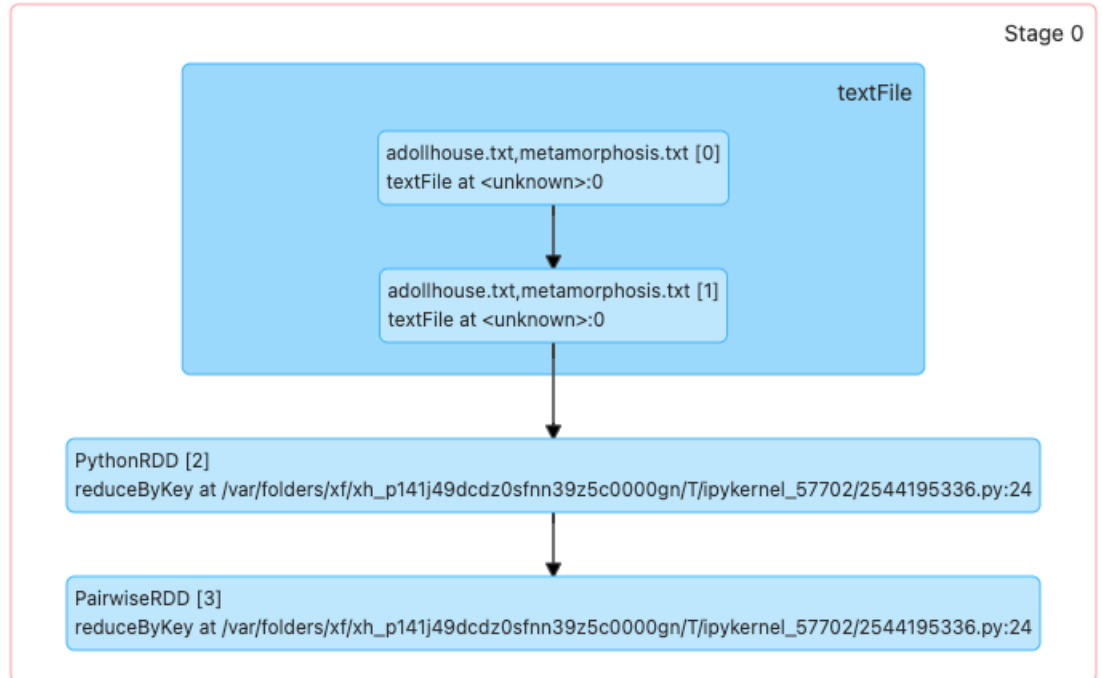 Stage 0
textFile
adollhouse.txt,metamorphosis.txt [0]
textFile at <unknown>:0
adollhouse.txt,metamorphosis.txt [1]
textFile at <unknown>:0
PythonRDD [2]
reduceByKey at /var/folders/xf/xh_p141j49dcdz0sfnn39z5c0000gn/T/ipykernel_57702/2544195336.py:24
PairwiseRDD [3]
reduceByKey at /var/folders/xf/xh_p141j49dcdz0sfnn39z5c0000gn/T/ipykernel_57702/2544195336.py:24